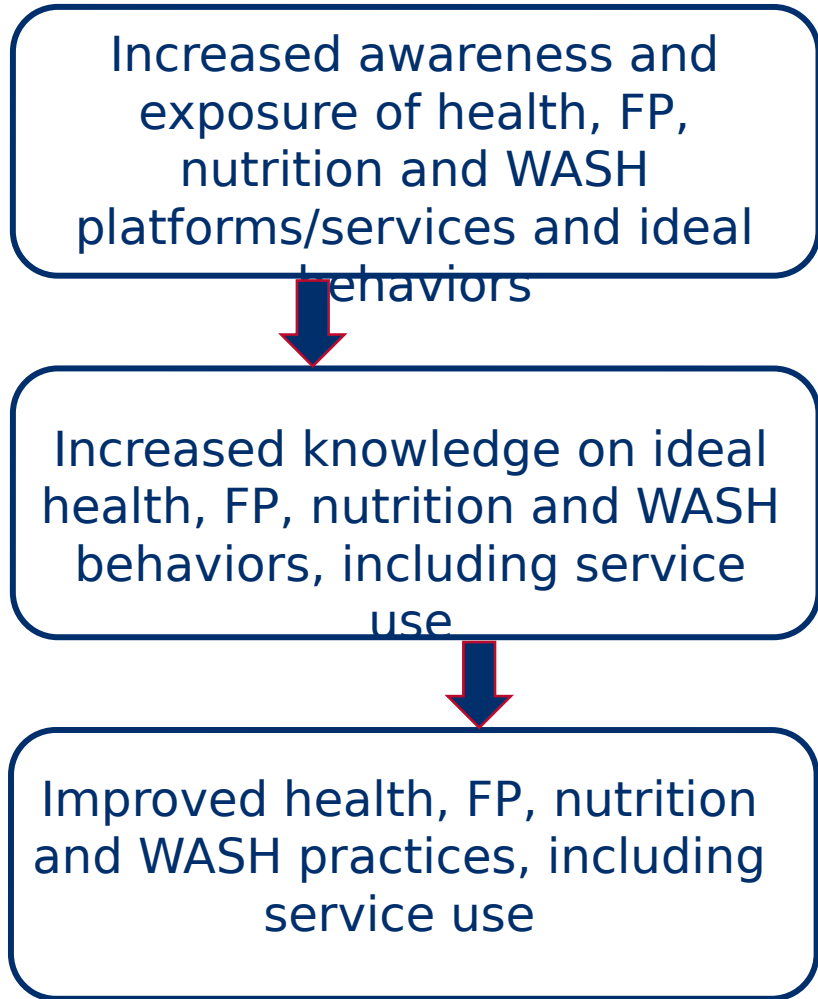 Increased awareness and
exposure of health, FP,
nutrition and WASH
platforms/services and ideal
behaviors
Increased knowledge on ideal
health, FP, nutrition and WASH
behaviors, including service
use
Improved health, FP, nutrition
and WASH practices, including
service use